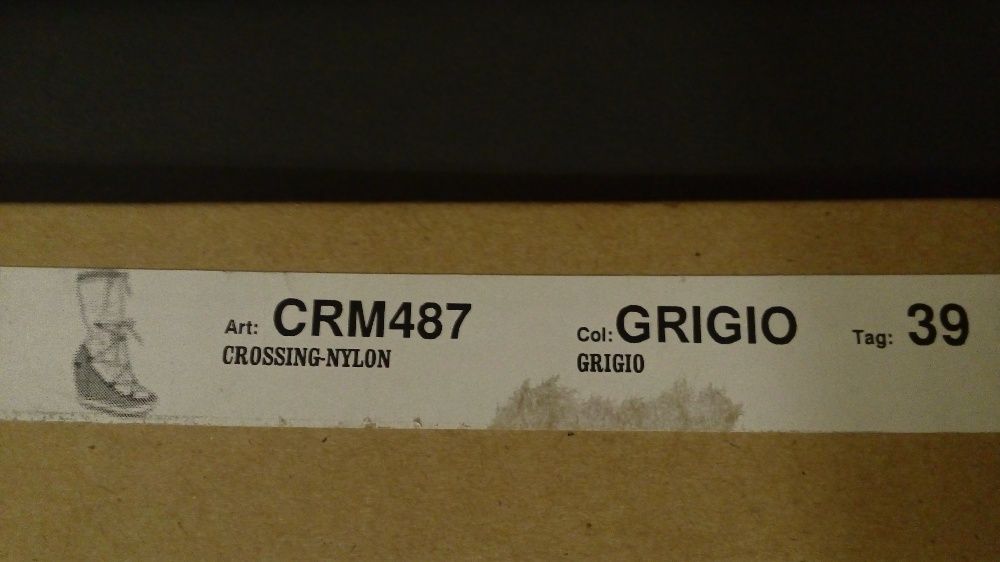 Art: CRM487 Col: GRIGIO Tag: 39
CROSSING-NYLON GRIGIO